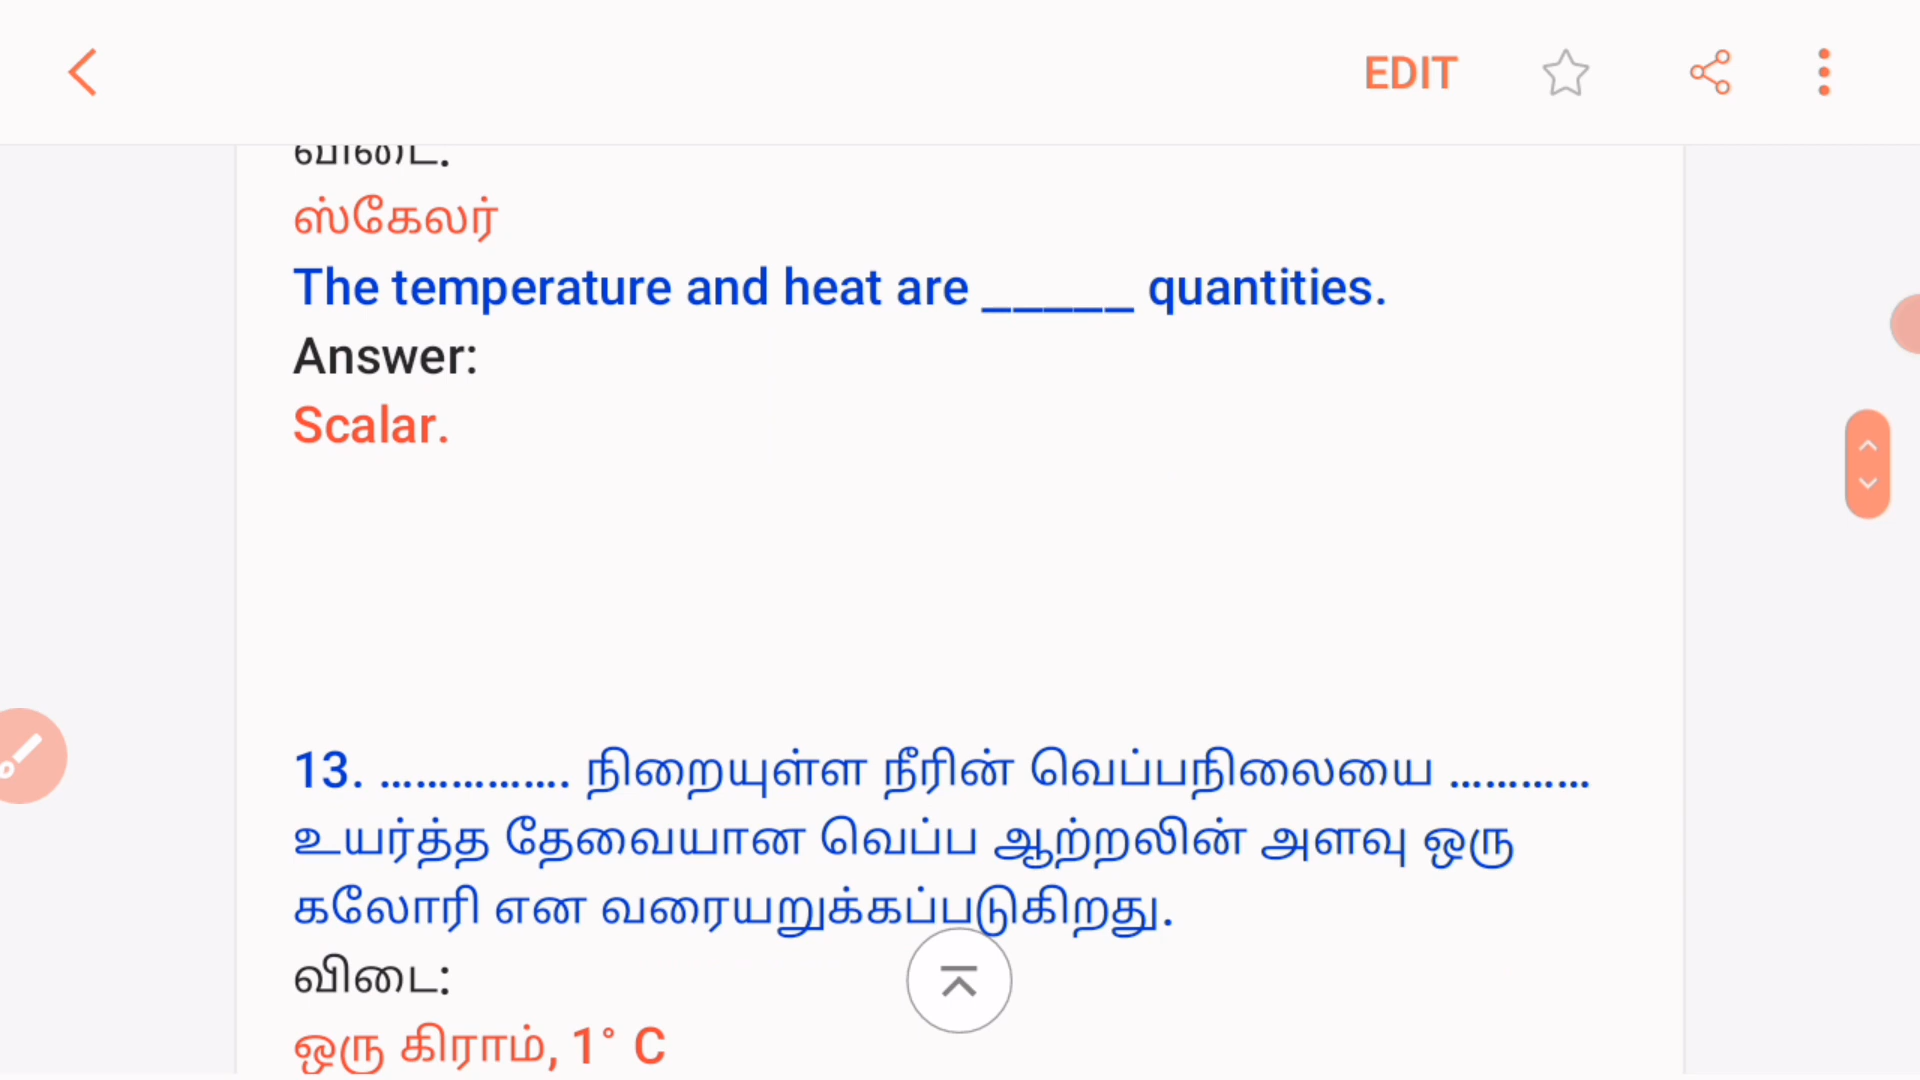 EDIT
விடை:
ஸ்கேலர்
The temperature and heat are _____ quantities.
Answer:
Scalar.
13. ............... நிறையுள்ள நீரின் வெப்பநிலையை ............
உயர்த்த தேவையான வெப்ப ஆற்றலின் அளவு ஒரு
கலோரி என வரையறுக்கப்படுகிறது.
விடை:
ஒரு கிராம், 1° C